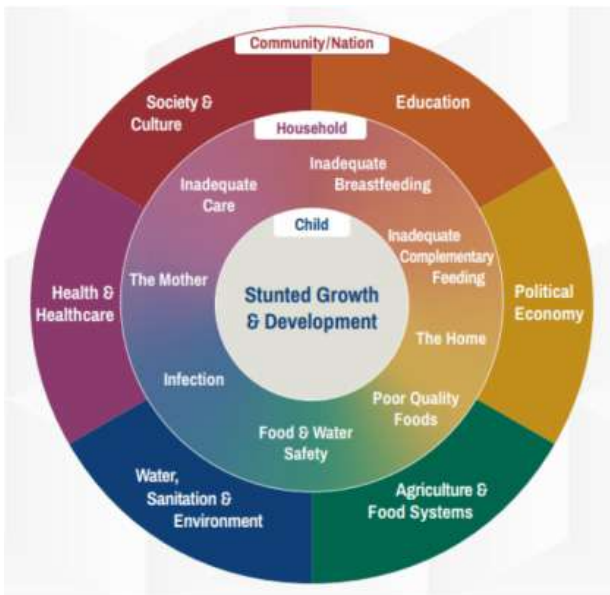 Community/Nation
Society &
Culture
Education
Household
Inadequate
Breastfeeding
Inadequate
Care
Child
Inadequate
Complementary
Feeding
The Mother
Health &
Healthcare
Stunted Growth
& Development
Political
Economy
The Home
Infection
Poor Quality
Foods
Food & Water
Safety
Water,
Sanitation &
Environment
Agriculture &
Food Systems